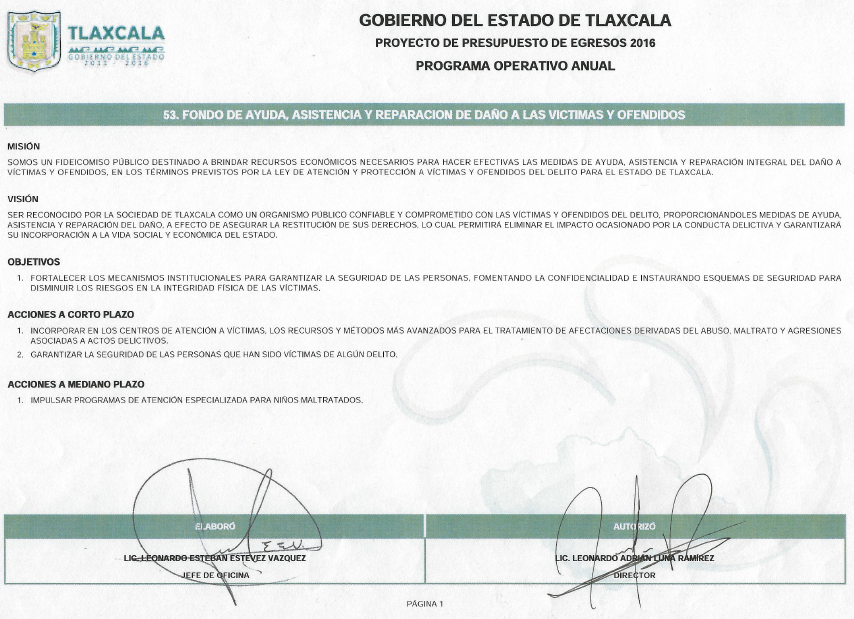 TLAXCALA
GOBIERNO DEL ESTADO
2011 - 2016
GOBIERNO DEL ESTADO DE TLAXCALA
PROYECTO DE PRESUPUESTO DE EGRESOS 2016
PROGRAMA OPERATIVO ANUAL
53. FONDO DE AYUDA, ASISTENCIA Y REPARACION DE DAÑO A LAS VICTIMAS Y OFENDIDOS
MISIÓN
SOMOS UN FIDEICOMISO PÚBLICO DESTINADO A BRINDAR RECURSOS ECONÓMICOS NECESARIOS PARA HACER EFECTIVAS LAS MEDIDAS DE AYUDA, ASISTENCIA Y REPARACIÓN INTEGRAL DEL DAÑO A
VÍCTIMAS Y OFENDIDOS, EN LOS TÉRMINOS PREVISTOS POR LA LEY DE ATENCIÓN Y PROTECCIÓN A VÍCTIMAS Y OFENDIDOS DEL DELITO PARA EL ESTADO DE TLAXCALA.
VISIÓN
SER RECONOCIDO POR LA SOCIEDAD DE TLAXCALA COMO UN ORGANISMO PÚBLICO CONFIABLE Y COMPROMETIDO CON LAS VÍCTIMAS Y OFENDIDOS DEL DELITO, PROPORCIONÁNDOLES MEDIDAS DE AYUDA,
ASISTENCIA Y REPARACIÓN DEL DAÑO, A EFECTO DE ASEGURAR LA RESTITUCIÓN DE SUS DERECHOS, LO CUAL PERMITIRÁ ELIMINAR EL IMPACTO OCASIONADO POR LA CONDUCTA DELICTIVA Y GARANTIZARÁ
SU INCORPORACIÓN A LA VIDA SOCIAL Y ECONÓMICA DEL ESTADO.
OBJETIVOS
1. FORTALECER LOS MECANISMOS INSTITUCIONALES PARA GARANTIZAR LA SEGURIDAD DE LAS PERSONAS, FOMENTANDO LA CONFIDENCIALIDAD E INSTAURANDO ESQUEMAS DE SEGURIDAD PARA
DISMINUIR LOS RIESGOS EN LA INTEGRIDAD FÍSICA DE LAS VÍCTIMAS.
ACCIONES A CORTO PLAZO
1. INCORPORAR EN LOS CENTROS DE ATENCIÓN A VÍCTIMAS, LOS RECURSOS Y MÉTODOS MÁS AVANZADOS PARA EL TRATAMIENTO DE AFECTACIONES DERIVADAS DEL ABUSO, MALTRATO Y AGRESIONES
ASOCIADAS A ACTOS DELICTIVOS.
2. GARANTIZAR LA SEGURIDAD DE LAS PERSONAS QUE HAN SIDO VÍCTIMAS DE ALGÚN DELITO.
ACCIONES A MEDIANO PLAZO
1. IMPULSAR PROGRAMAS DE ATENCIÓN ESPECIALIZADA PARA NIÑOS MALTRATADOS.
ELABORÓ
AUTORIZÓ
LIC. LEONARDO ESTEBAN ESTEVEZ VAZQUEZ
LIC. LEONARDO ADRIÁN LUNA RAMÍREZ
JEFE DE OFICINA
DIRECTOR
PÁGINA 1